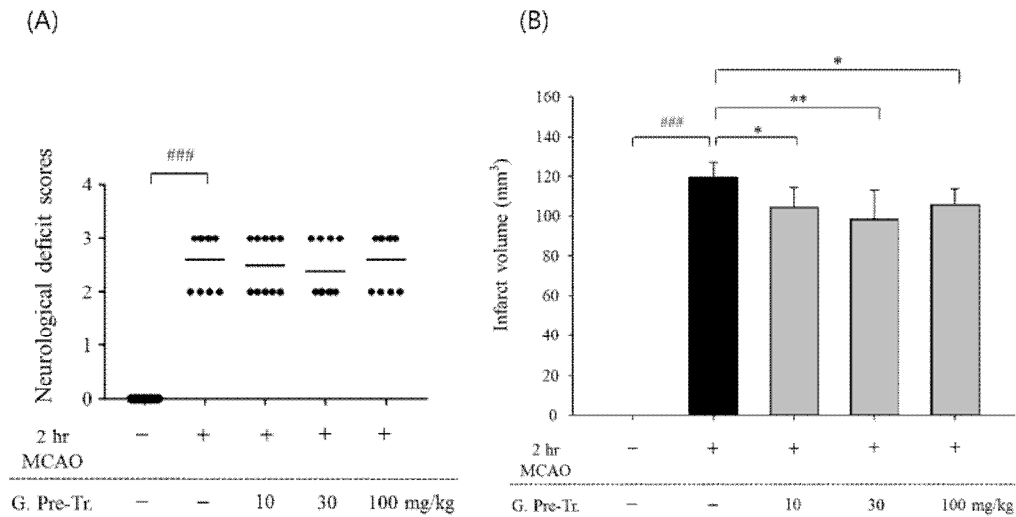 (A)
###
Neurological deficit scores
4
3
2
1
0
2 hr MCAO − + + + +
G. Pre-Tr. − − 10 30 100 mg/kg
(B)
*
**
### *
Infarct volume (mm³)
160
140
120
100
80
60
40
20
0
2 hr MCAO − + + + +
G. Pre-Tr. − − 10 30 100 mg/kg